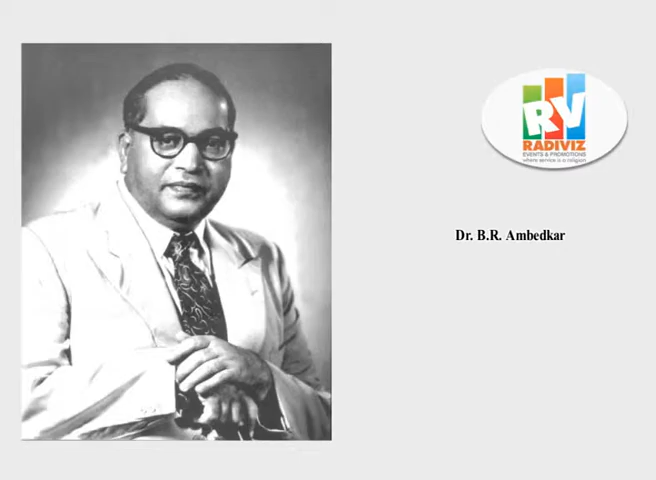 RV
RADIVIZ
EVENTS & PROMOTIONS
where service is a religion
Dr. B.R. Ambedkar